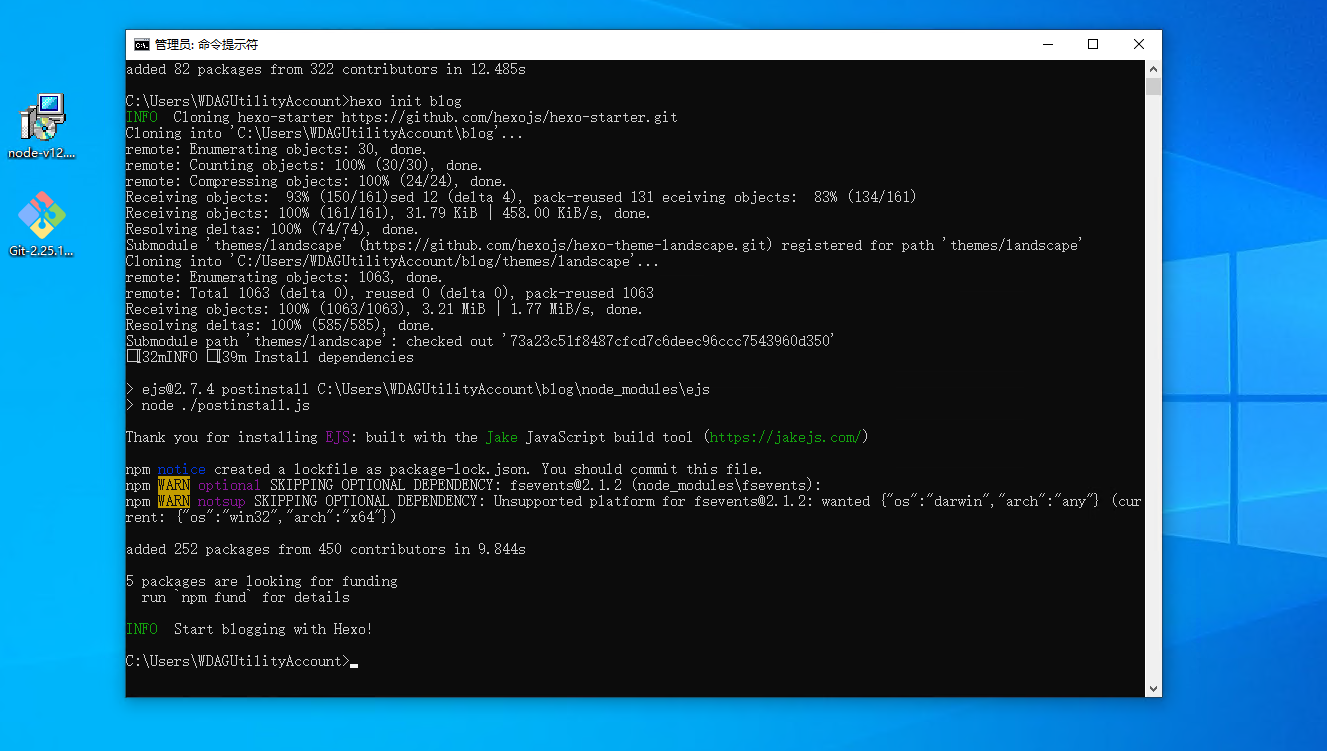 管理员: 命令提示符
added 82 packages from 322 contributors in 12.485s
C:\Users\WDAGUtilityAccount>hexo init blog
INFO  Cloning hexo-starter https://github.com/hexojs/hexo-starter.git
Cloning into 'C:\Users\WDAGUtilityAccount\blog'...
remote: Enumerating objects: 30, done.
remote: Counting objects: 100% (30/30), done.
remote: Compressing objects: 100% (24/24), done.
Receiving objects:  93% (150/161)sed 12 (delta 4), pack-reused 131 eceiving objects:  83% (134/161)
Receiving objects: 100% (161/161), 31.79 KiB | 458.00 KiB/s, done.
Resolving deltas: 100% (74/74), done.
Submodule 'themes/landscape' (https://github.com/hexojs/hexo-theme-landscape.git) registered for path 'themes/landscape'
Cloning into 'C:/Users/WDAGUtilityAccount/blog/themes/landscape'...
remote: Enumerating objects: 1063, done.
remote: Total 1063 (delta 0), reused 0 (delta 0), pack-reused 1063
Receiving objects: 100% (1063/1063), 3.21 MiB | 1.77 MiB/s, done.
Resolving deltas: 100% (585/585), done.
Submodule path 'themes/landscape': checked out '73a23c51f8487cfcd7c6deec96ccc7543960d350'
[32mINFO [39m Install dependencies
> ejs@2.7.4 postinstall C:\Users\WDAGUtilityAccount\blog\node_modules\ejs
> node ./postinstall.js
Thank you for installing EJS: built with the Jake JavaScript build tool (https://jakejs.com/)
npm notice created a lockfile as package-lock.json. You should commit this file.
npm WARN optional SKIPPING OPTIONAL DEPENDENCY: fsevents@2.1.2 (node_modules\fsevents):
npm WARN notsup SKIPPING OPTIONAL DEPENDENCY: Unsupported platform for fsevents@2.1.2: wanted {"os":"darwin","arch":"any"} (cur
rent: {"os":"win32","arch":"x64"})
added 252 packages from 450 contributors in 9.844s
5 packages are looking for funding
  run `npm fund` for details
INFO  Start blogging with Hexo!
C:\Users\WDAGUtilityAccount>
node-v12....
Git-2.25.1...